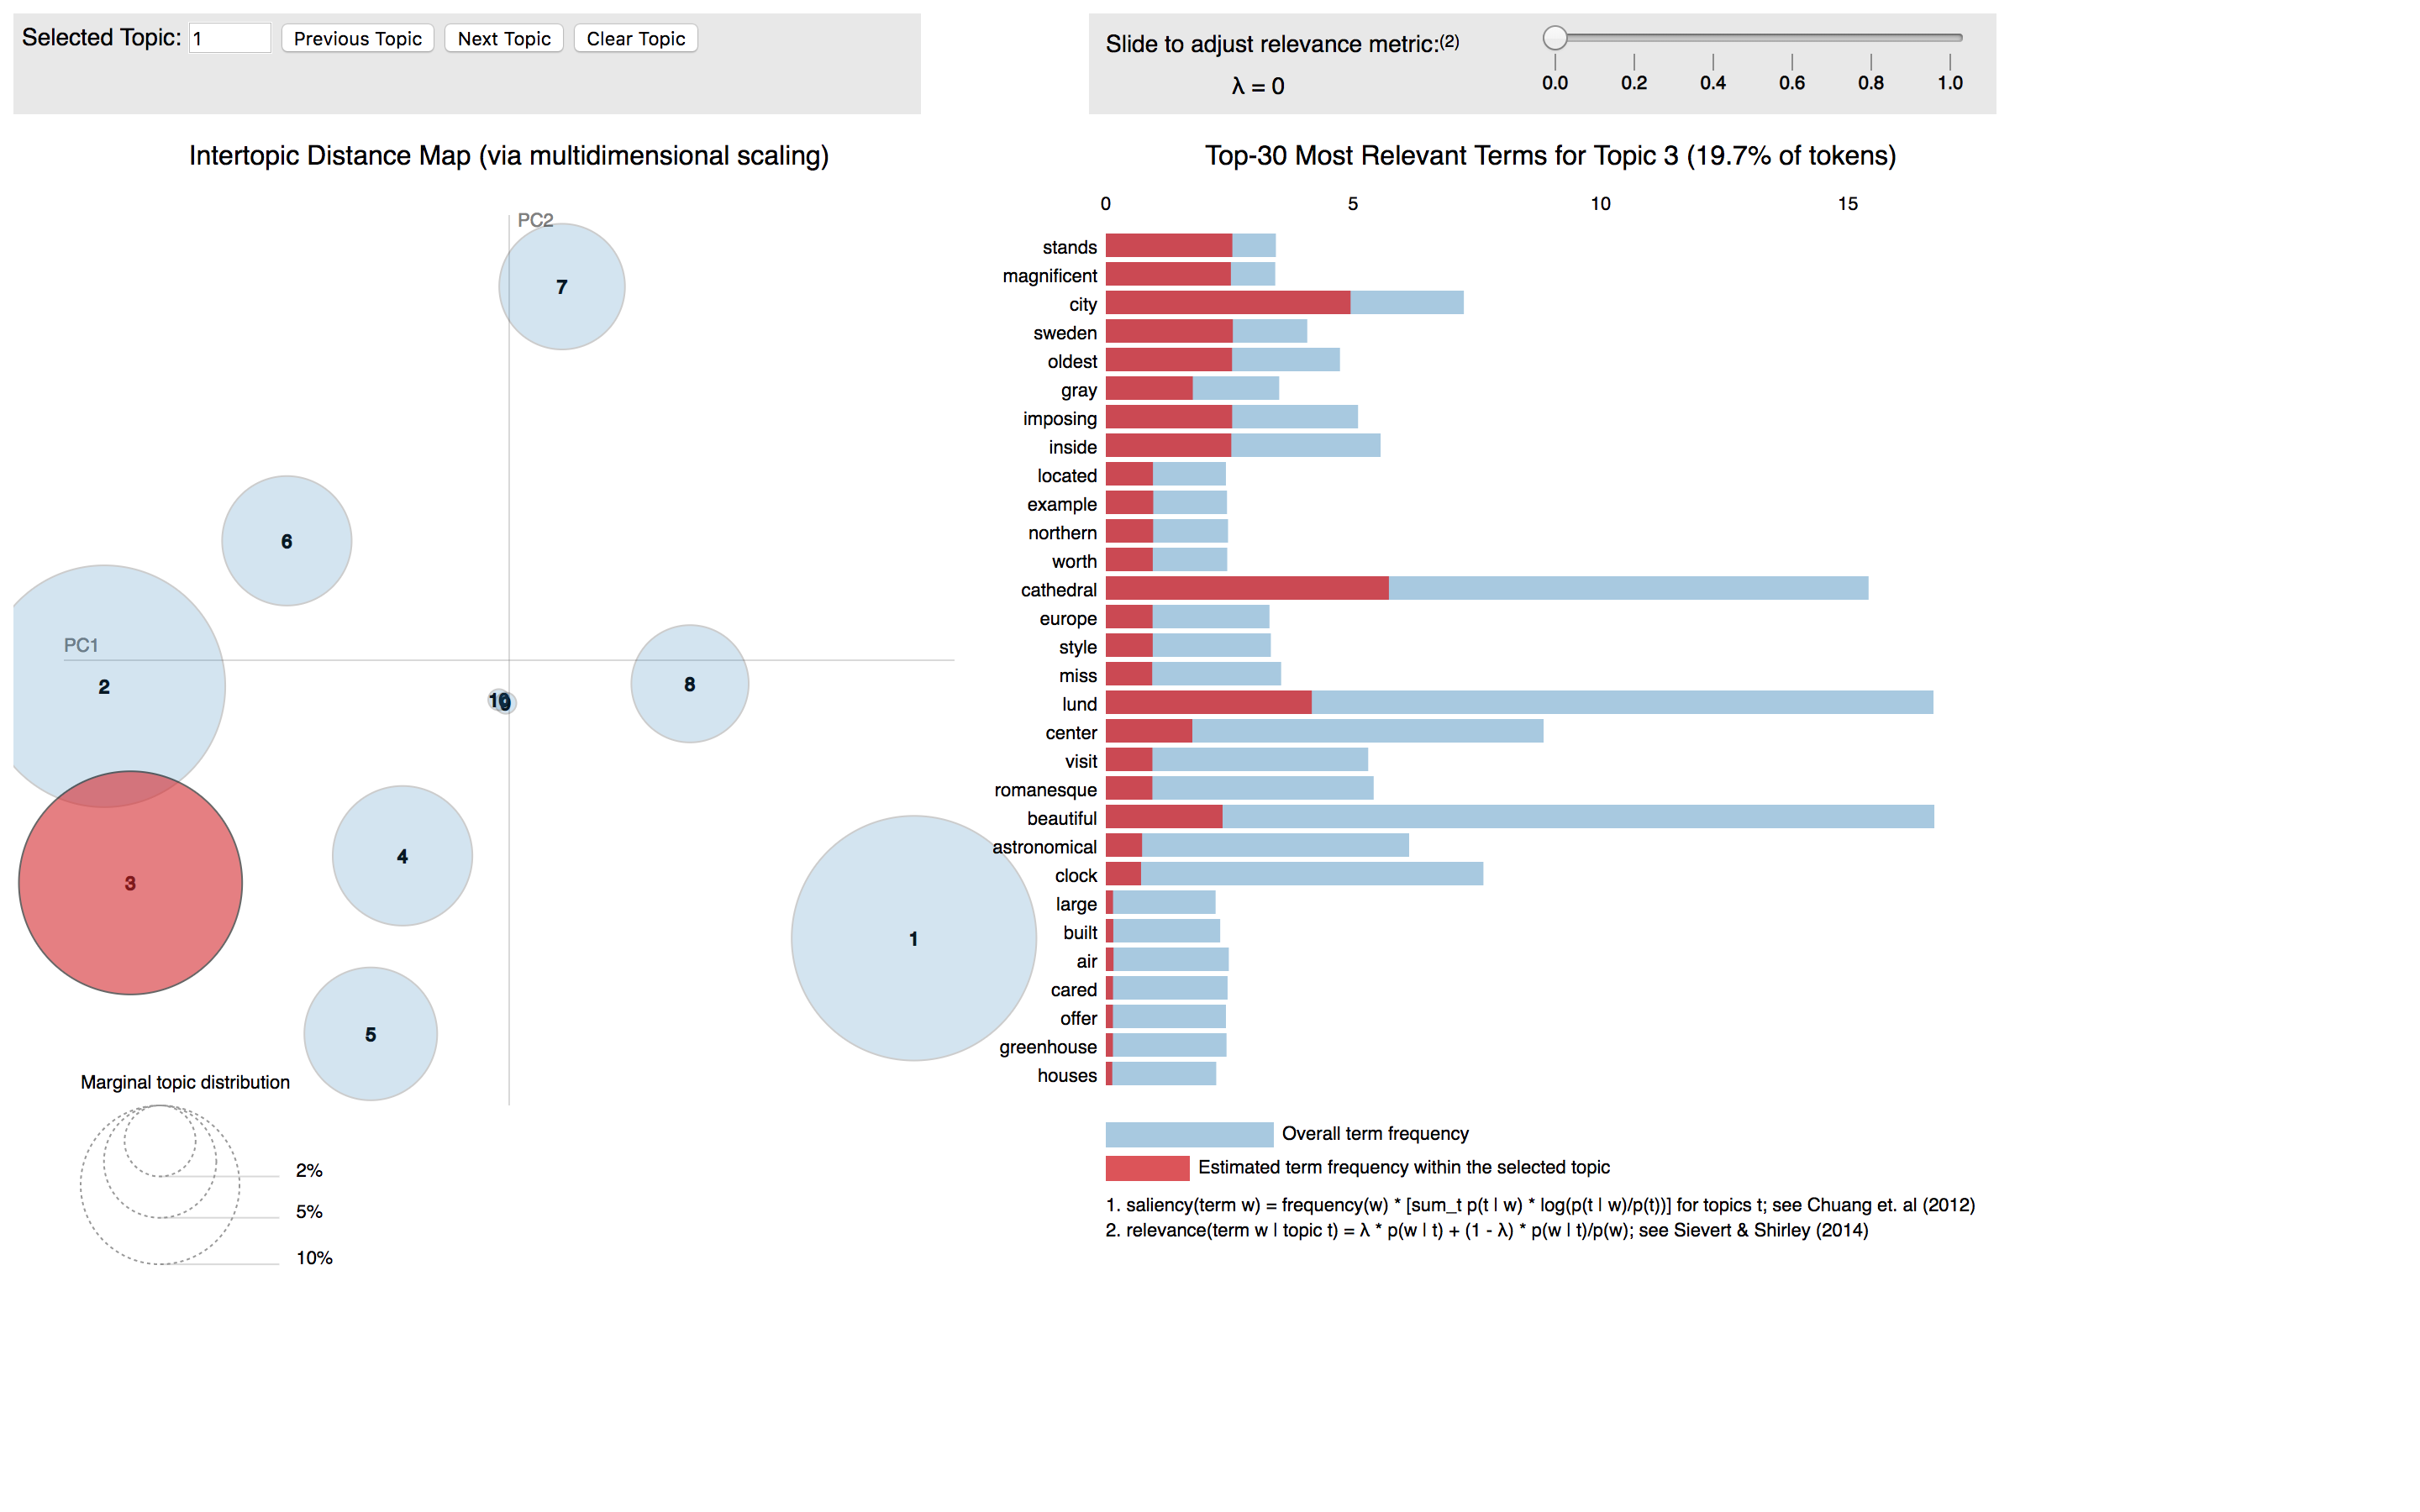 Selected Topic: 1 Previous Topic Next Topic Clear Topic
Slide to adjust relevance metric:(2)
λ = 0
0.0 0.2 0.4 0.6 0.8 1.0
Intertopic Distance Map (via multidimensional scaling)
PC2
7
6
PC1
2
8
10
9
3
4
1
5
Marginal topic distribution
2%
5%
10%
Top-30 Most Relevant Terms for Topic 3 (19.7% of tokens)
0 5 10 15
stands
magnificent
city
sweden
oldest
gray
imposing
inside
located
example
northern
worth
cathedral
europe
style
miss
lund
center
visit
romanesque
beautiful
astronomical
clock
large
built
air
cared
offer
greenhouse
houses
Overall term frequency
Estimated term frequency within the selected topic
1. saliency(term w) = frequency(w) * [sum_t p(t | w) * log(p(t | w)/p(t))] for topics t; see Chuang et. al (2012)
2. relevance(term w | topic t) = λ * p(w | t) + (1 - λ) * p(w | t)/p(w); see Sievert & Shirley (2014)